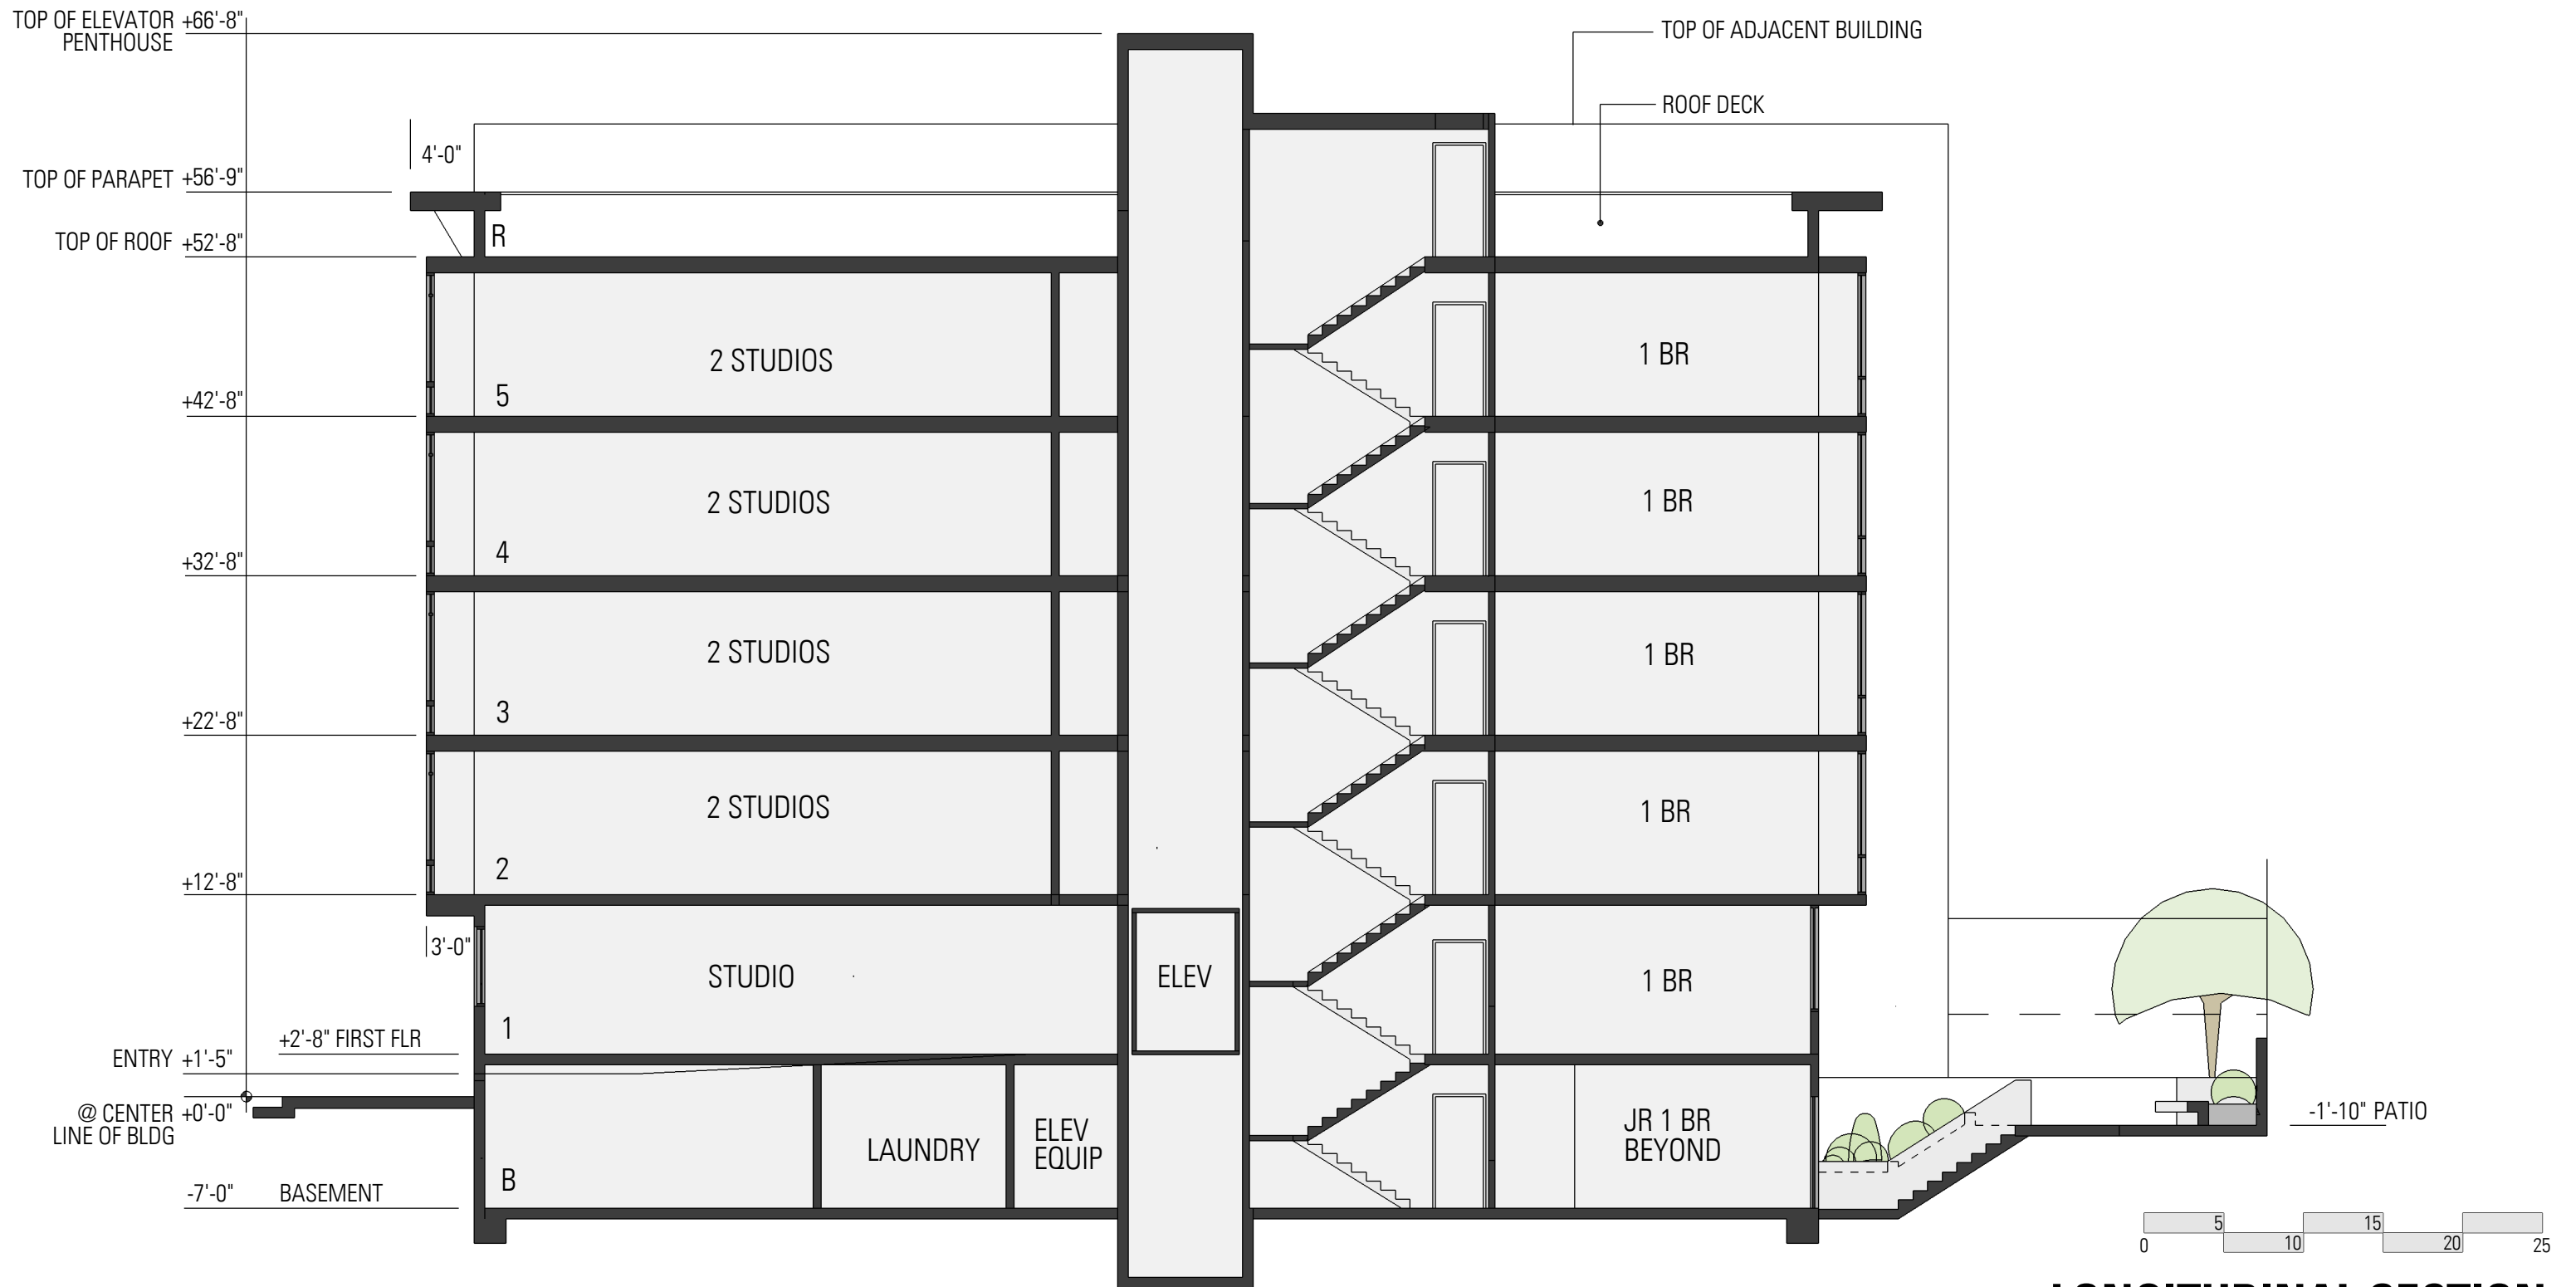 TOP OF ELEVATOR +66'-8"
PENTHOUSE
TOP OF ADJACENT BUILDING
ROOF DECK
4'-0"
TOP OF PARAPET +56'-9"
R
TOP OF ROOF +52'-8"
2 STUDIOS
1 BR
5
+42'-8"
2 STUDIOS
1 BR
4
+32'-8"
2 STUDIOS
1 BR
3
+22'-8"
2 STUDIOS
1 BR
2
+12'-8"
3'-0"
STUDIO
ELEV
1 BR
1
+2'-8" FIRST FLR
ENTRY +1'-5"
@ CENTER +0'-0"
LINE OF BLDG
-1'-10" PATIO
LAUNDRY
ELEV
EQUIP
JR 1 BR
BEYOND
B
-7'-0" BASEMENT
0 5 10 15 20 25
LONGITUDINAL SECTION